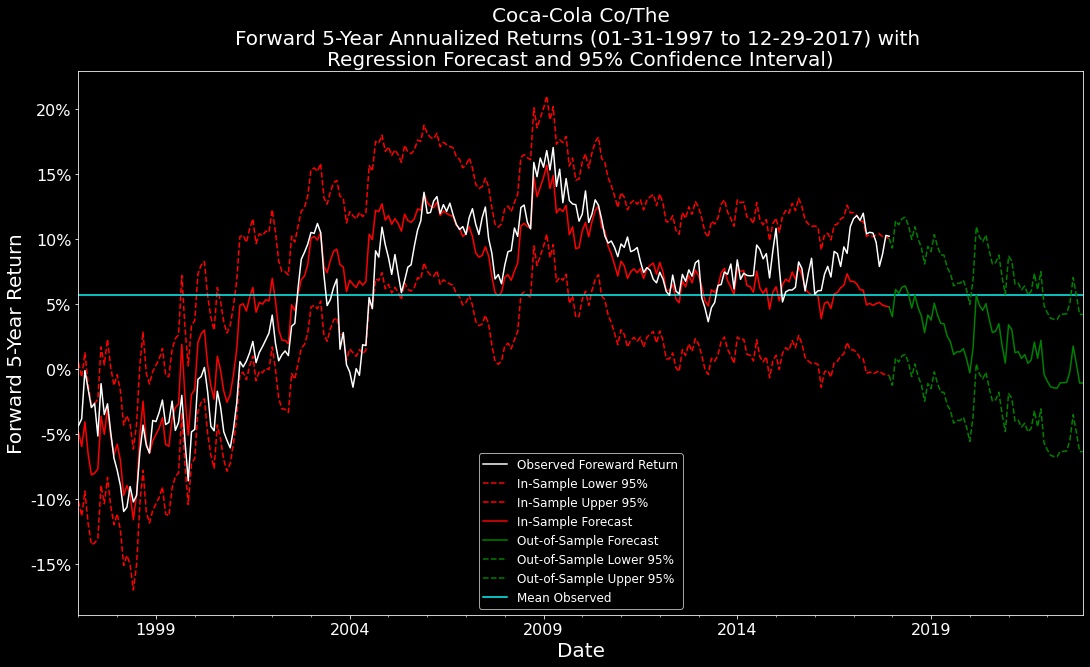 Coca-Cola Co/The
Forward 5-Year Annualized Returns (01-31-1997 to 12-29-2017) with
Regression Forecast and 95% Confidence Interval)
Forward 5-Year Return
20%
15%
10%
5%
0%
-5%
-10%
-15%
Observed Foreward Return
In-Sample Lower 95%
In-Sample Upper 95%
In-Sample Forecast
Out-of-Sample Forecast
Out-of-Sample Lower 95%
Out-of-Sample Upper 95%
Mean Observed
1999 2004 2009 2014 2019
Date